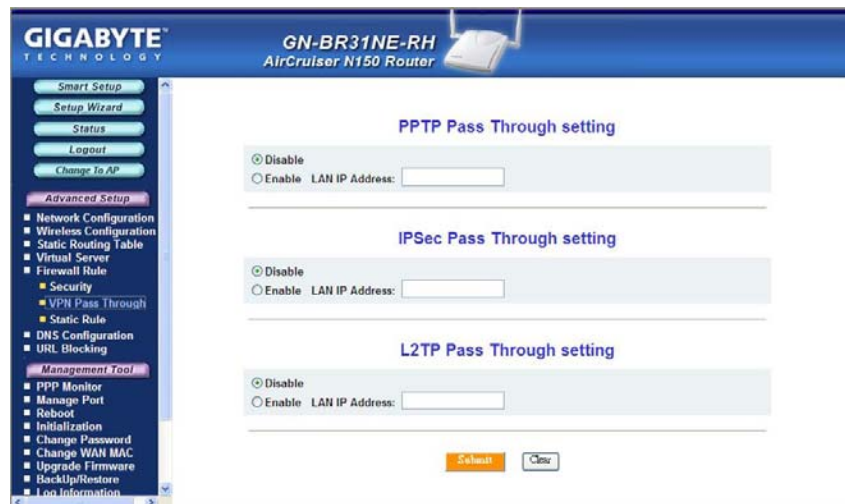 GIGABYTE™
TECHNOLOGY
GN-BR31NE-RH
AirCruiser N150 Router
Smart Setup
Setup Wizard
Status
Logout
Change To AP
Advanced Setup
Network Configuration
Wireless Configuration
Static Routing Table
Virtual Server
Firewall Rule
Security
VPN Pass Through
Static Rule
DNS Configuration
URL Blocking
Management Tool
PPP Monitor
Manage Port
Reboot
Initialization
Change Password
Change WAN MAC
Upgrade Firmware
BackUp/Restore
Log Information
PPTP Pass Through setting
Disable
Enable LAN IP Address:
IPSec Pass Through setting
Disable
Enable LAN IP Address:
L2TP Pass Through setting
Disable
Enable LAN IP Address:
Submit Clear